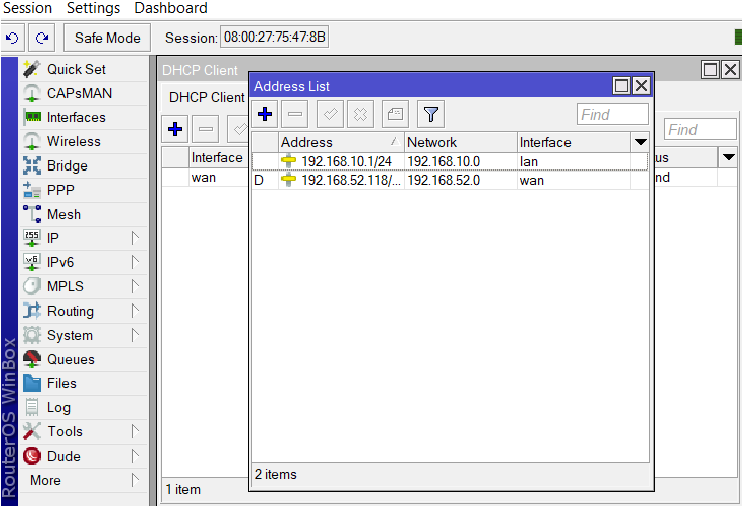 Session Settings Dashboard
Safe Mode Session: 08:00:27:75:47:8B
RouterOS WinBox
Quick Set
CAPsMAN
Interfaces
Wireless
Bridge
PPP
Mesh
IP
IPv6
MPLS
Routing
System
Queues
Files
Log
Tools
Dude
More
DHCP Client
DHCP Client
Find
Interface us
wan nd
1 item
Address List
Find
Address Network Interface
192.168.10.1/24 192.168.10.0 lan
D 192.168.52.118/... 192.168.52.0 wan
2 items